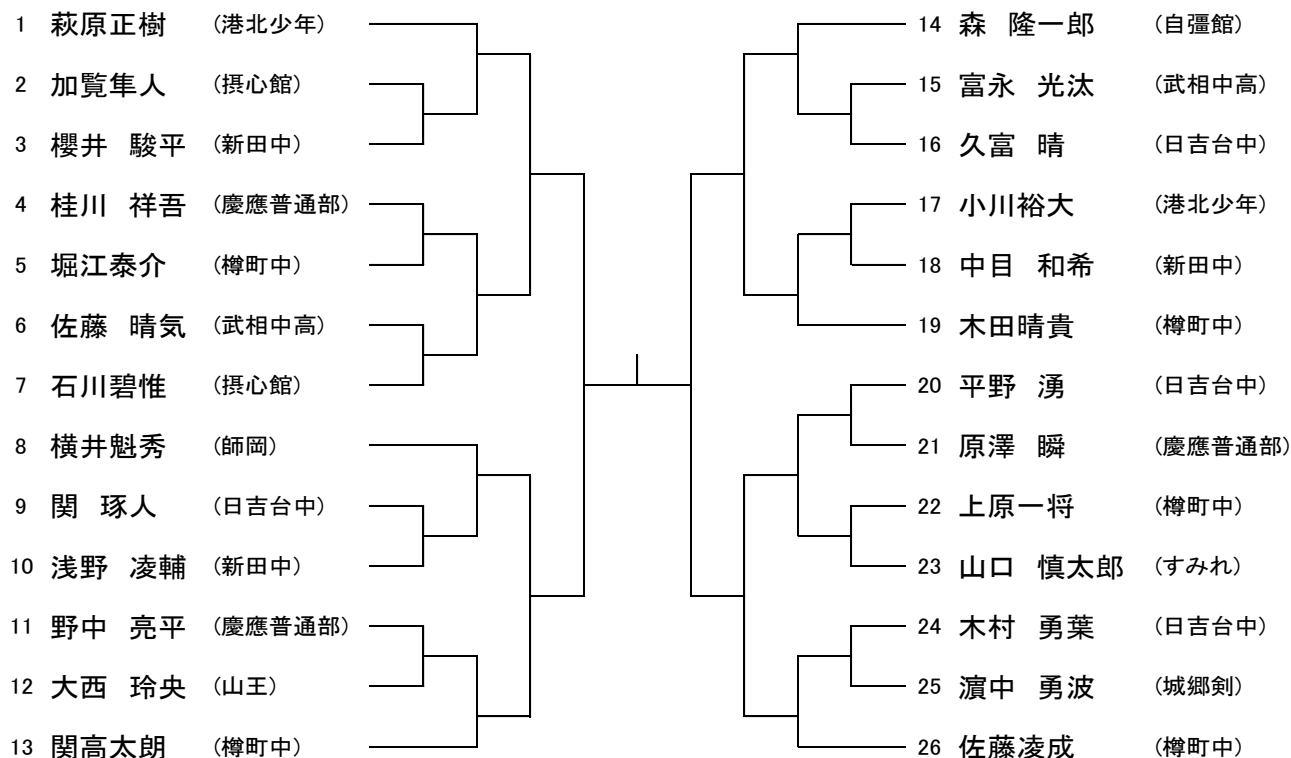 1 萩原正樹 (港北少年)
2 加覧隼人 (摂心館)
3 櫻井 駿平 (新田中)
4 桂川 祥吾 (慶應普通部)
5 堀江泰介 (樽町中)
6 佐藤 晴気 (武相中高)
7 石川碧惟 (摂心館)
8 横井魁秀 (師岡)
9 関 琢人 (日吉台中)
10 浅野 凌輔 (新田中)
11 野中 亮平 (慶應普通部)
12 大西 玲央 (山王)
13 関高太朗 (樽町中)
14 森 隆一郎 (自彊館)
15 富永 光汰 (武相中高)
16 久富 晴 (日吉台中)
17 小川裕大 (港北少年)
18 中目 和希 (新田中)
19 木田晴貴 (樽町中)
20 平野 湧 (日吉台中)
21 原澤 瞬 (慶應普通部)
22 上原一将 (樽町中)
23 山口 慎太郎 (すみれ)
24 木村 勇葉 (日吉台中)
25 濵中 勇波 (城郷剣)
26 佐藤凌成 (樽町中)